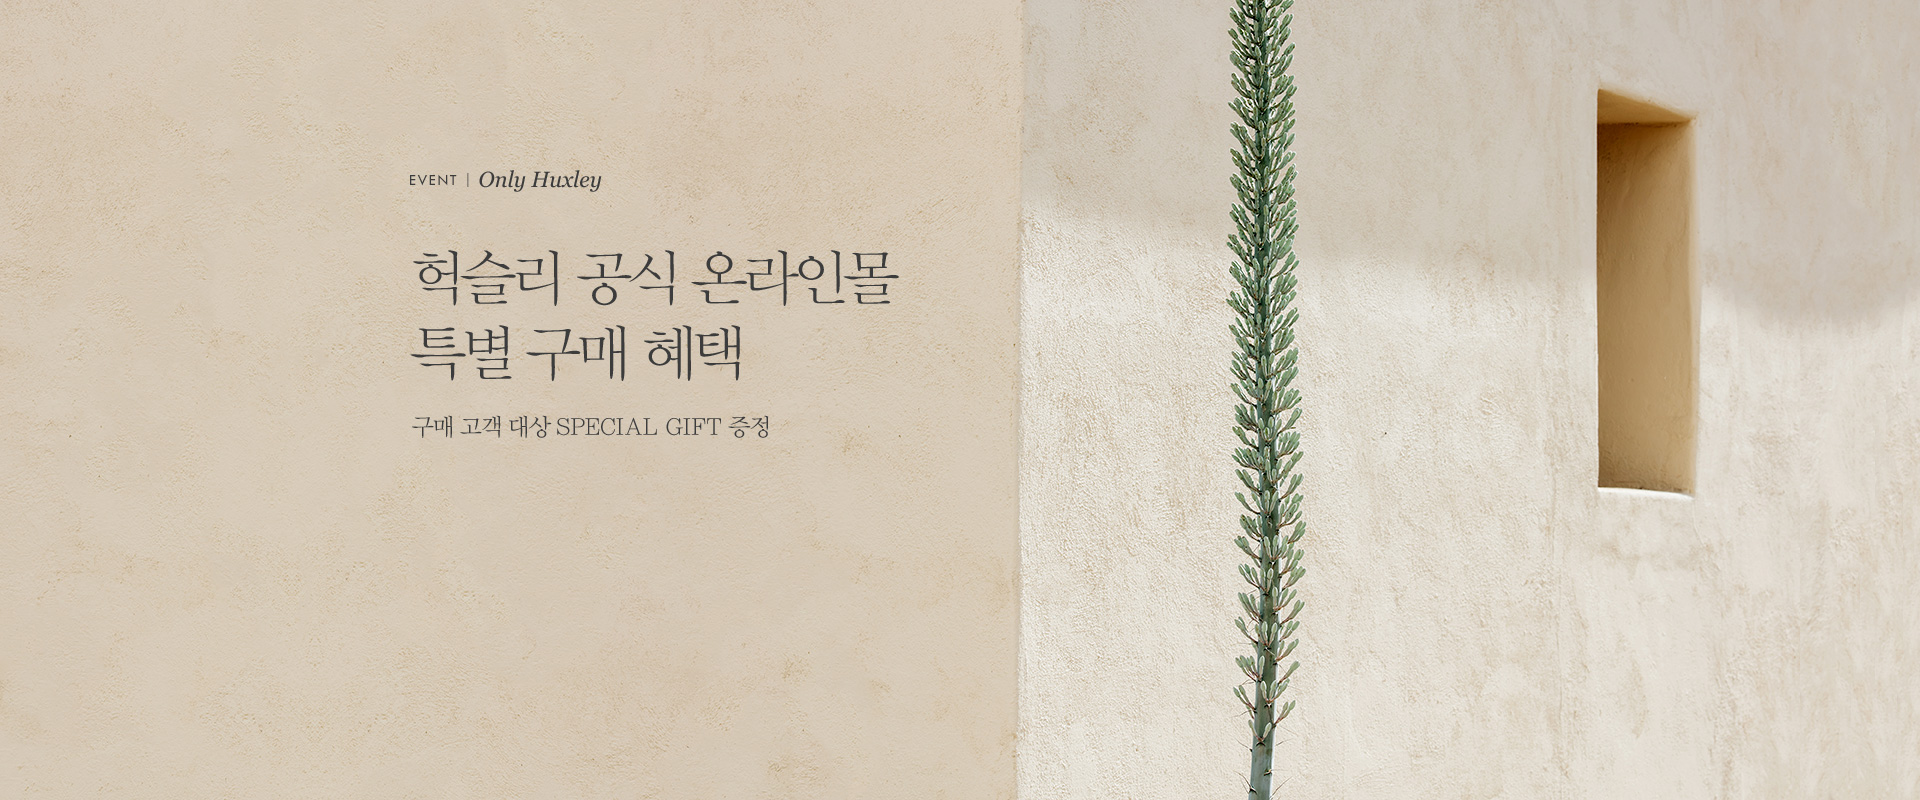 EVENT | Only Huxley
헉슬리 공식 온라인몰
특별 구매 혜택
구매 고객 대상 SPECIAL GIFT 증정